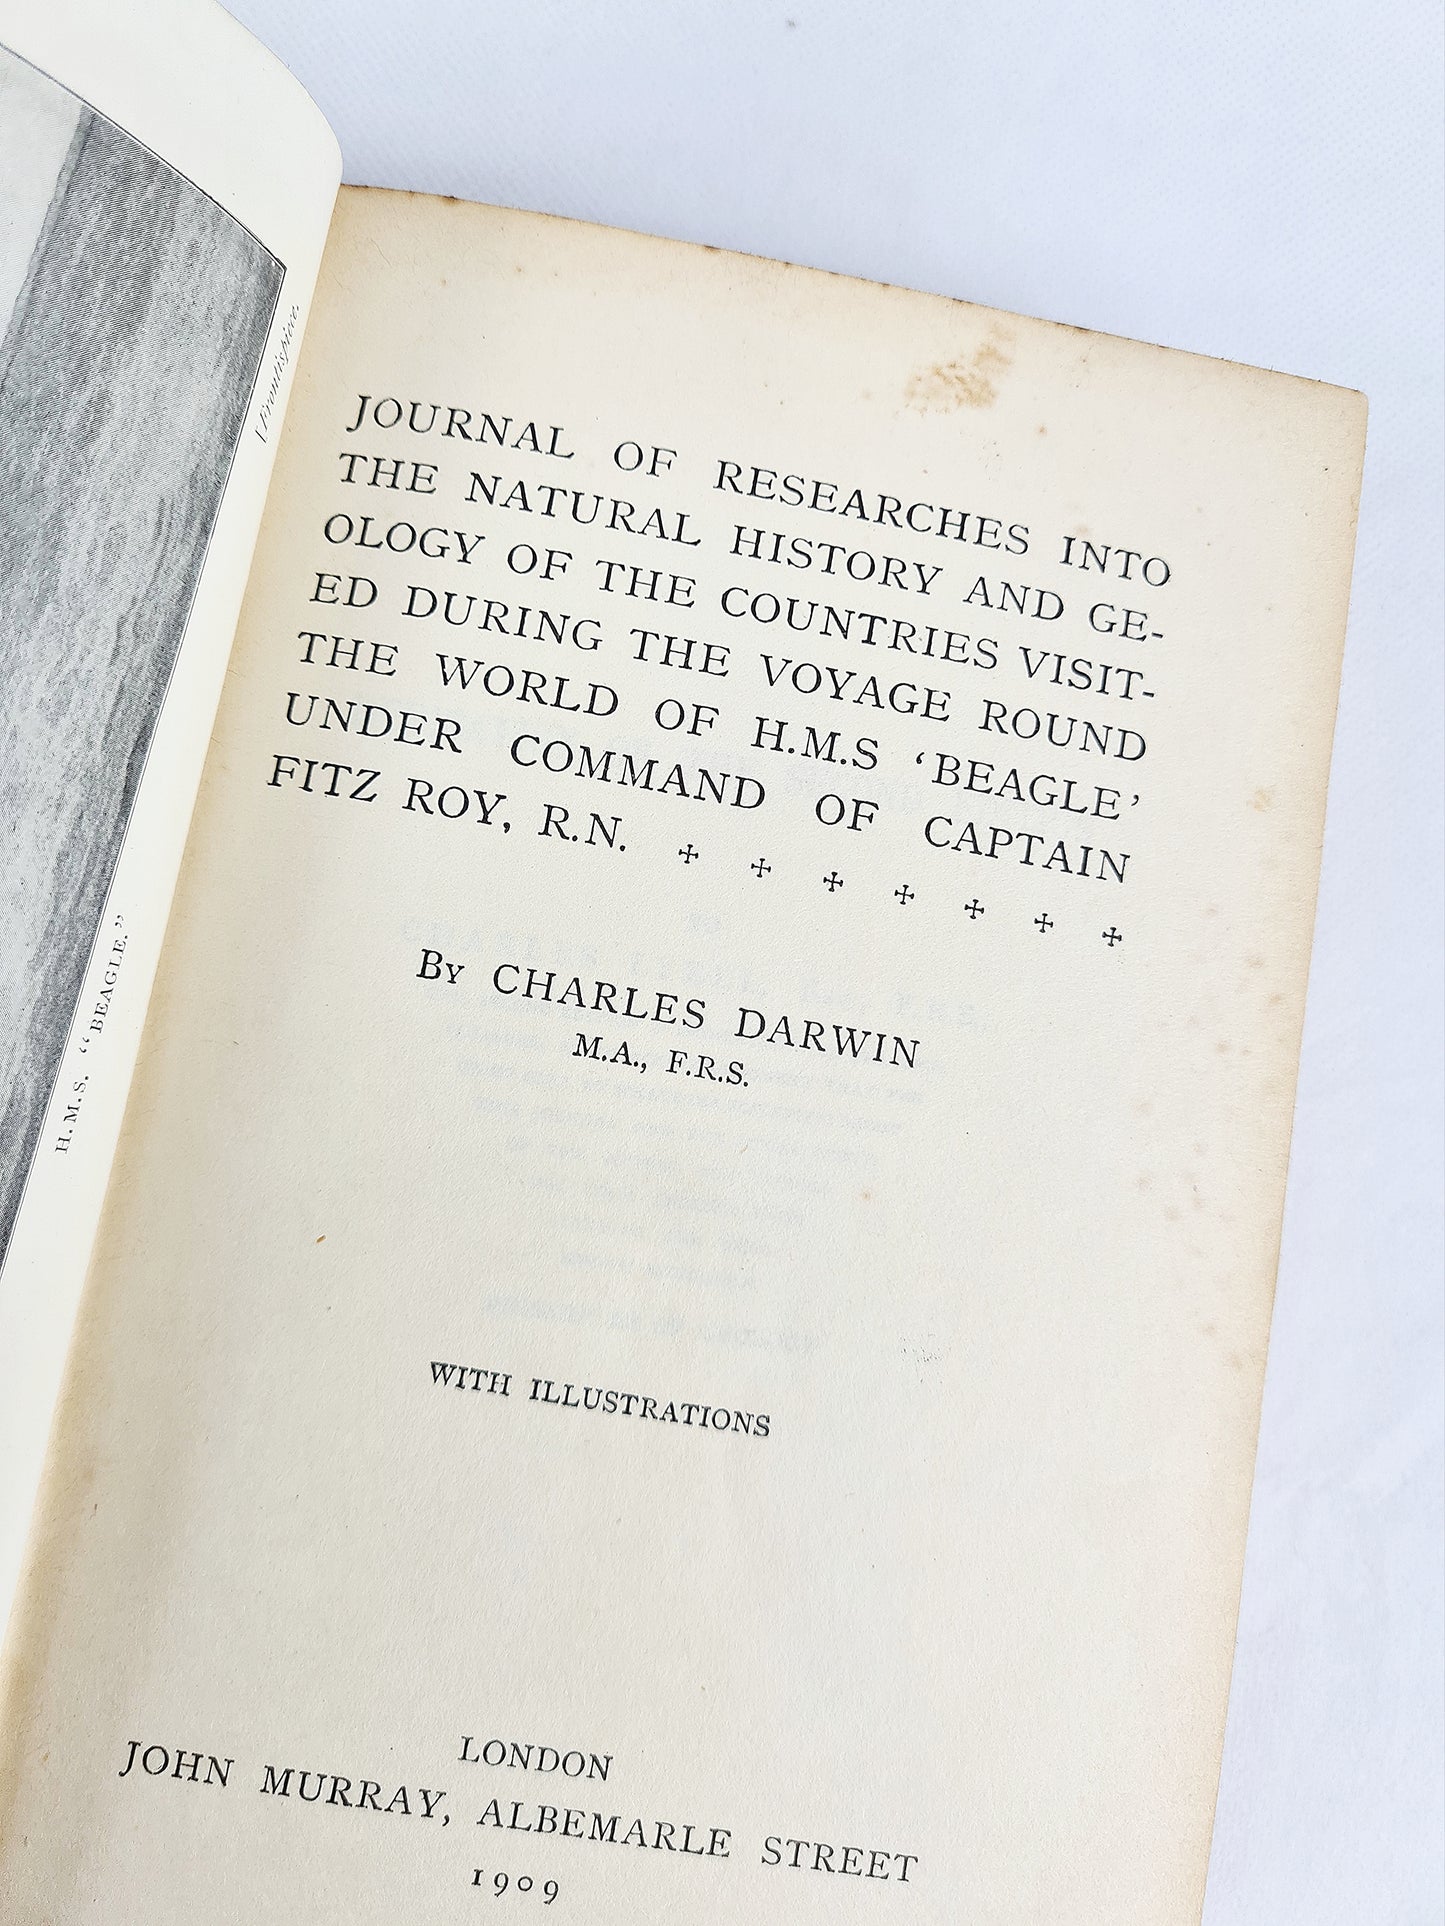 [Frontispiece.
H.M.S. “BEAGLE.”
JOURNAL OF RESEARCHES INTO
THE NATURAL HISTORY AND GE-
OLOGY OF THE COUNTRIES VISIT-
ED DURING THE VOYAGE ROUND
THE WORLD OF H.M.S ‘BEAGLE’
UNDER COMMAND OF CAPTAIN
FITZ ROY, R.N. ✠ ✠ ✠ ✠ ✠ ✠ ✠
By CHARLES DARWIN
M.A., F.R.S.
WITH ILLUSTRATIONS
LONDON
JOHN MURRAY, ALBEMARLE STREET
1909